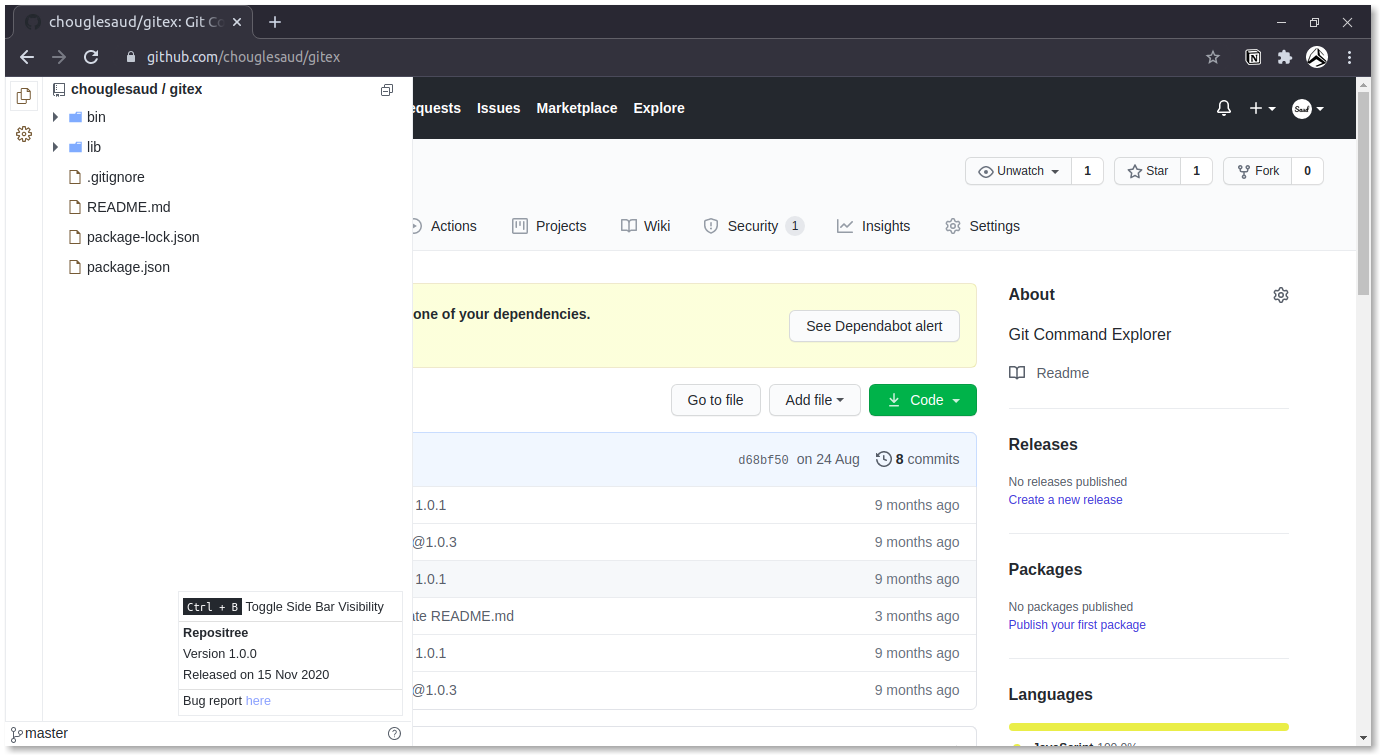 chouglesaud/gitex: Git Co
github.com/chouglesaud/gitex
chouglesaud / gitex
bin
lib
.gitignore
README.md
package-lock.json
package.json
Ctrl + B Toggle Side Bar Visibility
Repositree
Version 1.0.0
Released on 15 Nov 2020
Bug report here
master
equests Issues Marketplace Explore
Saud
Unwatch 1 Star 1 Fork 0
Actions Projects Wiki Security 1 Insights Settings
one of your dependencies.
See Dependabot alert
Go to file Add file Code
d68bf50 on 24 Aug 8 commits
1.0.1 9 months ago
@1.0.3 9 months ago
1.0.1 9 months ago
ate README.md 3 months ago
1.0.1 9 months ago
@1.0.3 9 months ago
About
Git Command Explorer
Readme
Releases
No releases published
Create a new release
Packages
No packages published
Publish your first package
Languages
JavaScript 100.0%